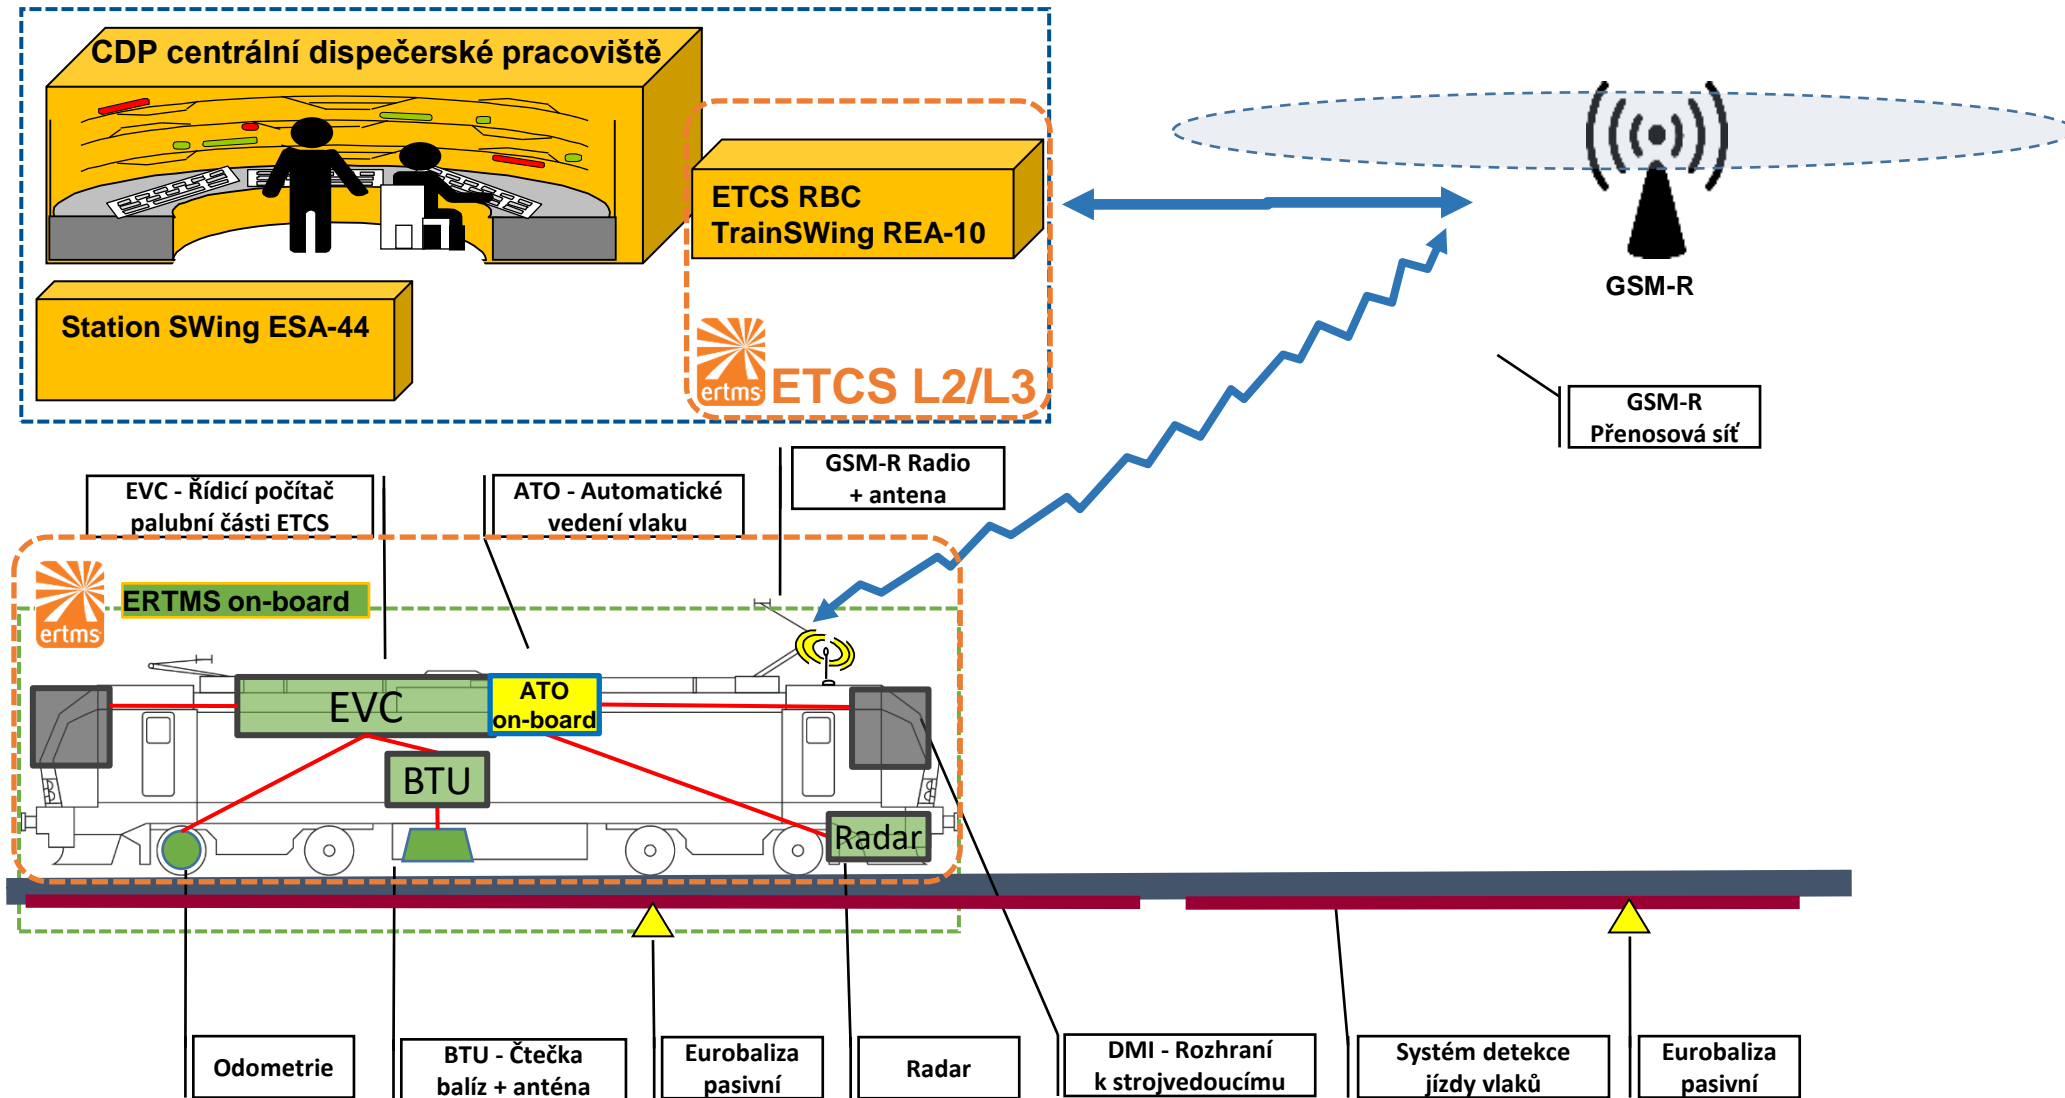 CDP centrální dispečerské pracoviště
ETCS RBC
TrainSWing REA-10
Station SWing ESA-44
ertms
ETCS L2/L3
GSM-R
GSM-R
Přenosová síť
GSM-R Radio
+ antena
EVC - Řídicí počítač
palubní části ETCS
ATO - Automatické
vedení vlaku
ertms
ERTMS on-board
EVC
ATO
on-board
BTU
Radar
Odometrie
BTU - Čtečka
balíz + anténa
Eurobaliza
pasivní
Radar
DMI - Rozhraní
k strojvedoucímu
Systém detekce
jízdy vlaků
Eurobaliza
pasivní